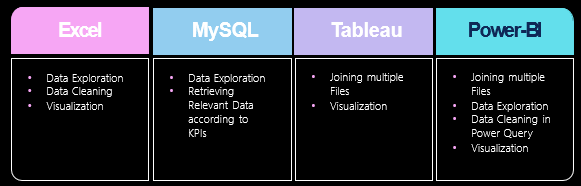 Excel
• Data Exploration
• Data Cleaning
• Visualization
MySQL
• Data Exploration
• Retrieving
Relevant Data
according to
KPIs
Tableau
• Joining multiple
Files
• Visualization
Power-BI
• Joining multiple
Files
• Data Exploration
• Data Cleaning in
Power Query
• Visualization